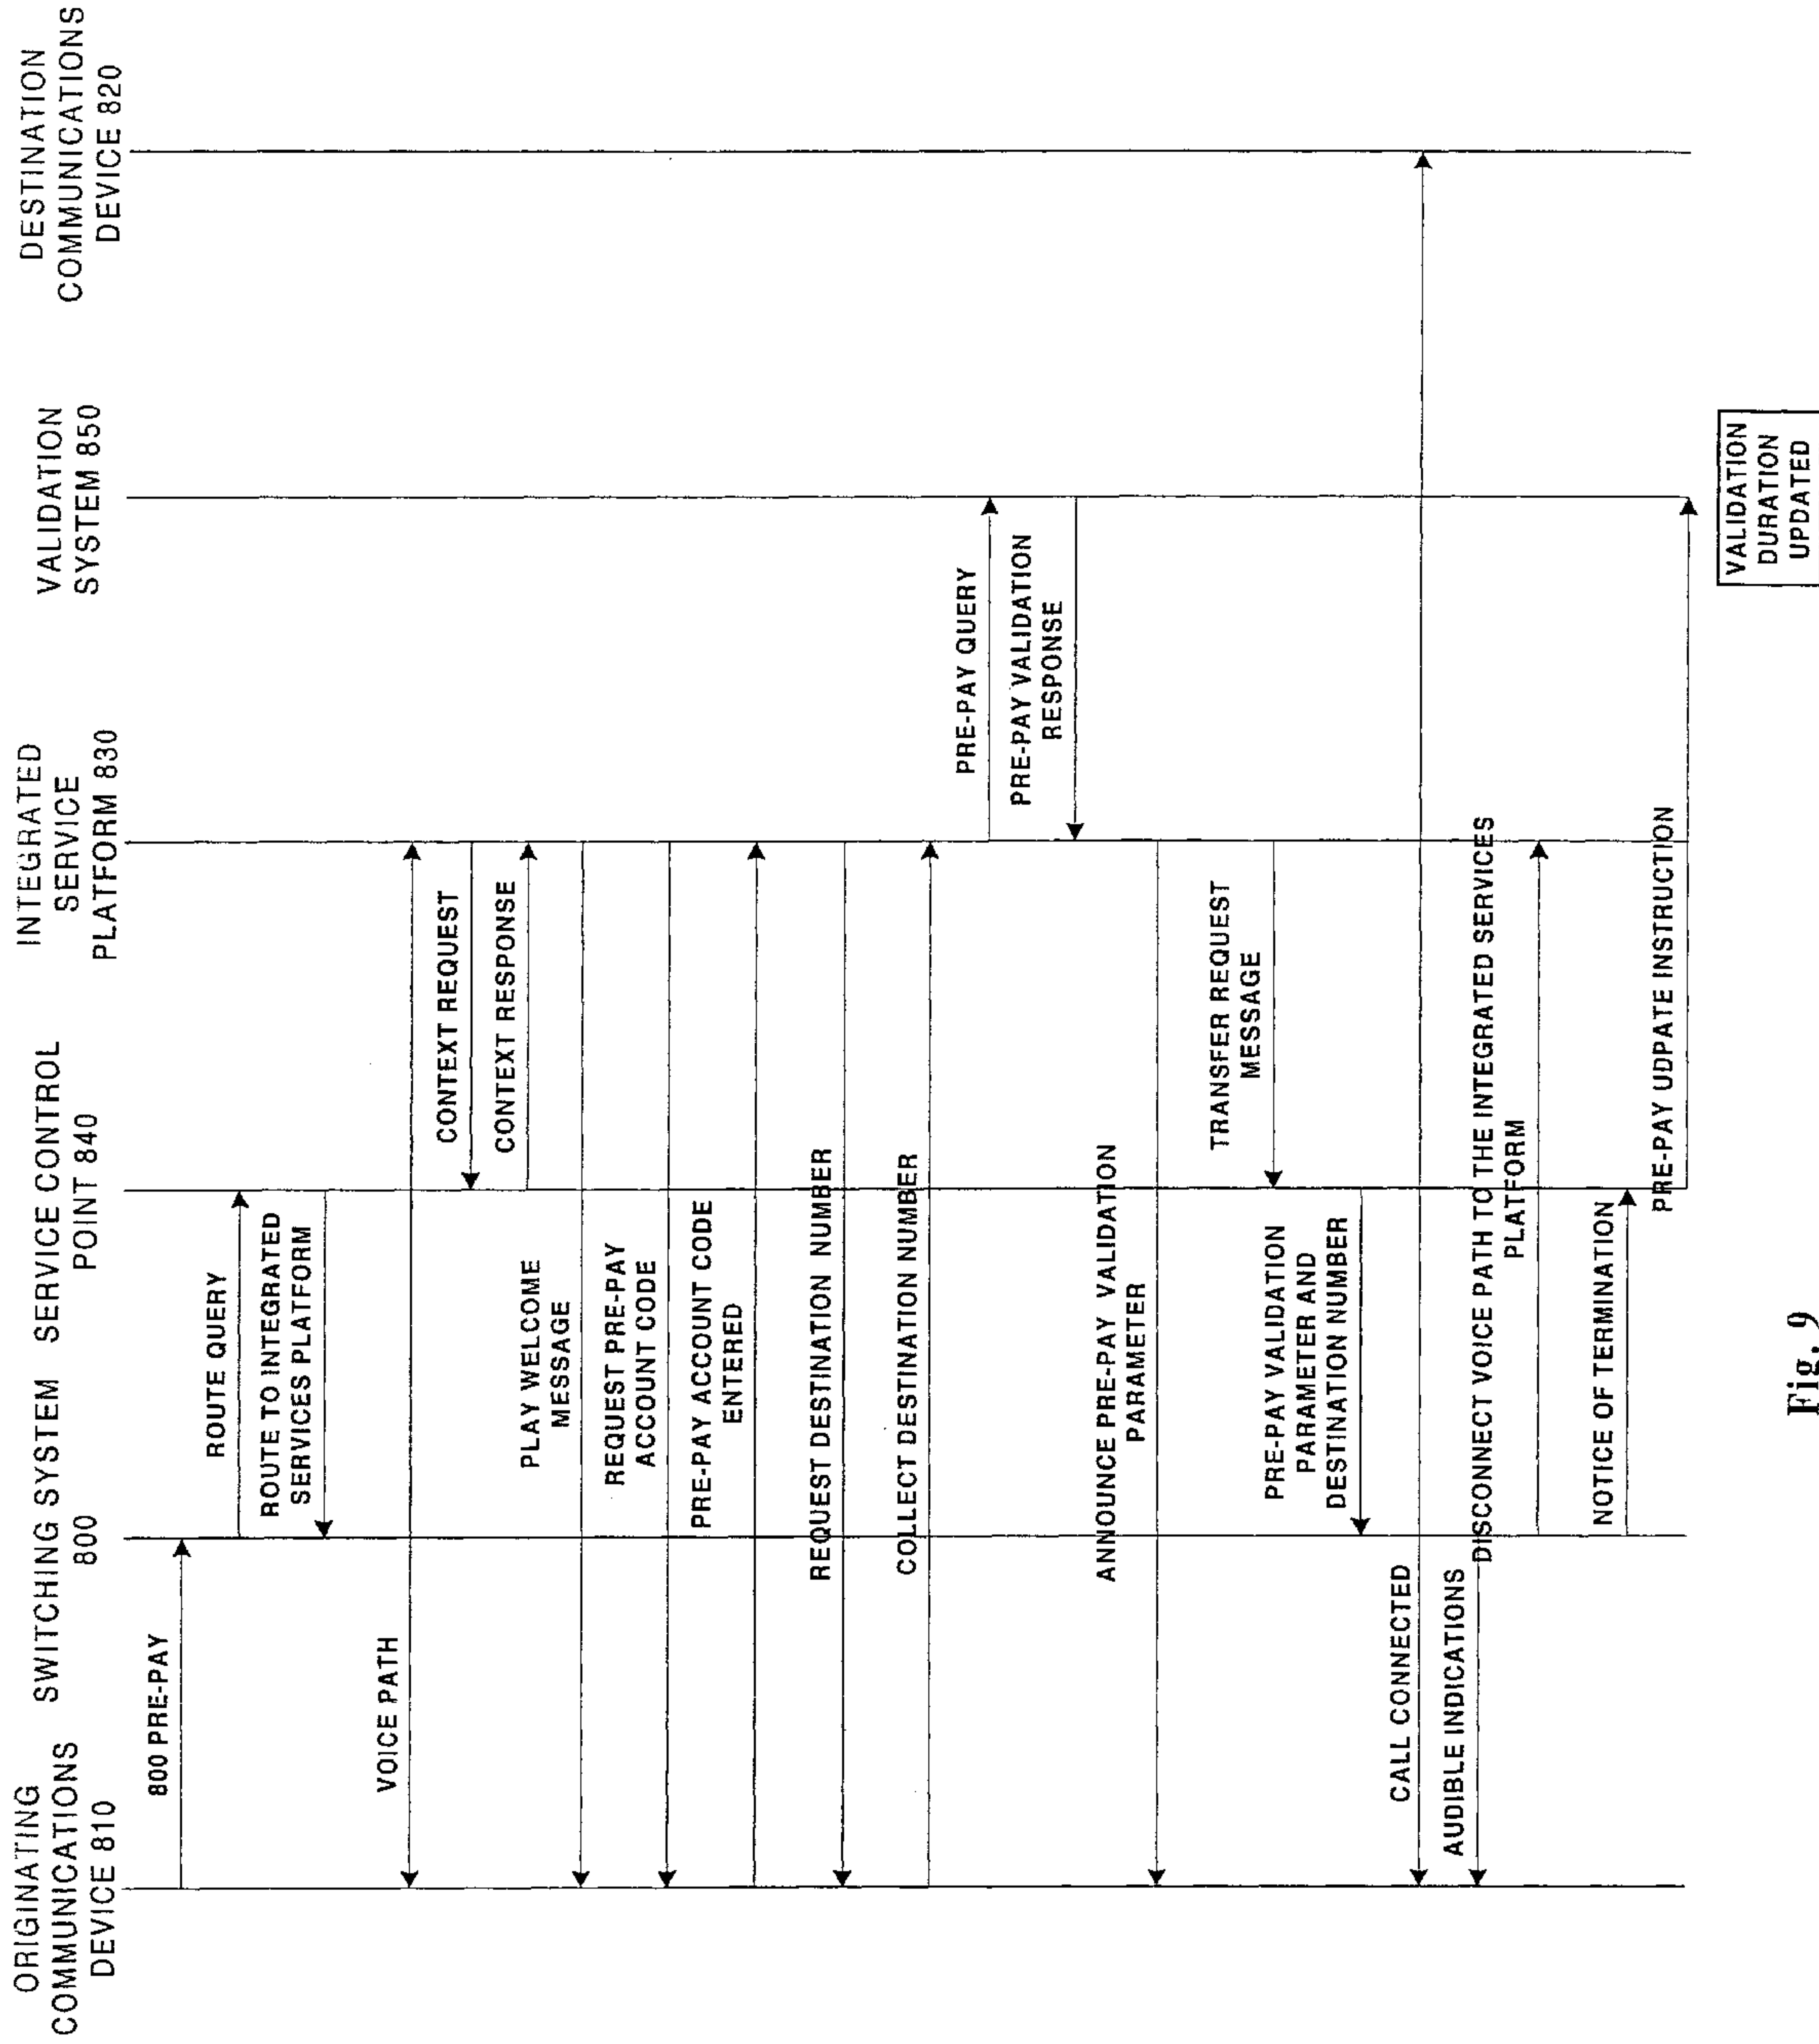 ORIGINATING
COMMUNICATIONS
DEVICE 810
SWITCHING SYSTEM
800
SERVICE CONTROL
POINT 840
INTEGRATED
SERVICE
PLATFORM 830
VALIDATION
SYSTEM 850
DESTINATION
COMMUNICATIONS
DEVICE 820
800 PRE-PAY
ROUTE QUERY
ROUTE TO INTEGRATED
SERVICES PLATFORM
VOICE PATH
CONTEXT REQUEST
CONTEXT RESPONSE
PLAY WELCOME
MESSAGE
REQUEST PRE-PAY
ACCOUNT CODE
PRE-PAY ACCOUNT CODE
ENTERED
REQUEST DESTINATION NUMBER
COLLECT DESTINATION NUMBER
PRE-PAY QUERY
PRE-PAY VALIDATION
RESPONSE
ANNOUNCE PRE-PAY VALIDATION
PARAMETER
TRANSFER REQUEST
MESSAGE
PRE-PAY VALIDATION
PARAMETER AND
DESTINATION NUMBER
CALL CONNECTED
AUDIBLE INDICATIONS
DISCONNECT VOICE PATH TO THE INTEGRATED SERVICES
PLATFORM
NOTICE OF TERMINATION
PRE-PAY UDPATE INSTRUCTION
VALIDATION
DURATION
UPDATED
Fig. 9